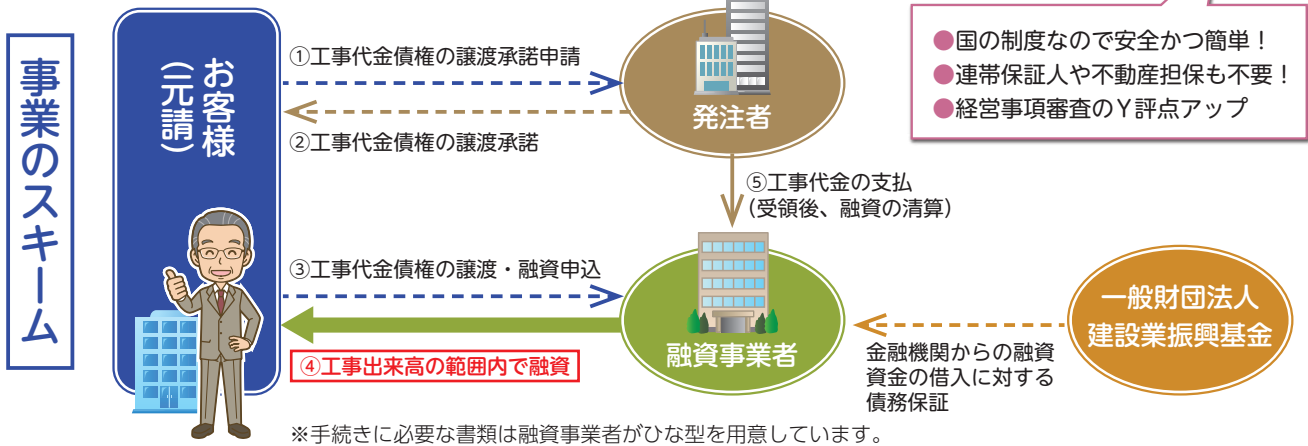 事業のスキーム
お客様
（元請）
①工事代金債権の譲渡承諾申請
②工事代金債権の譲渡承諾
発注者
●国の制度なので安全かつ簡単！
●連帯保証人や不動産担保も不要！
●経営事項審査のＹ評点アップ
⑤工事代金の支払
（受領後、融資の清算）
③工事代金債権の譲渡・融資申込
④工事出来高の範囲内で融資
融資事業者
一般財団法人
建設業振興基金
金融機関からの融資
資金の借入に対する
債務保証
※手続きに必要な書類は融資事業者がひな型を用意しています。